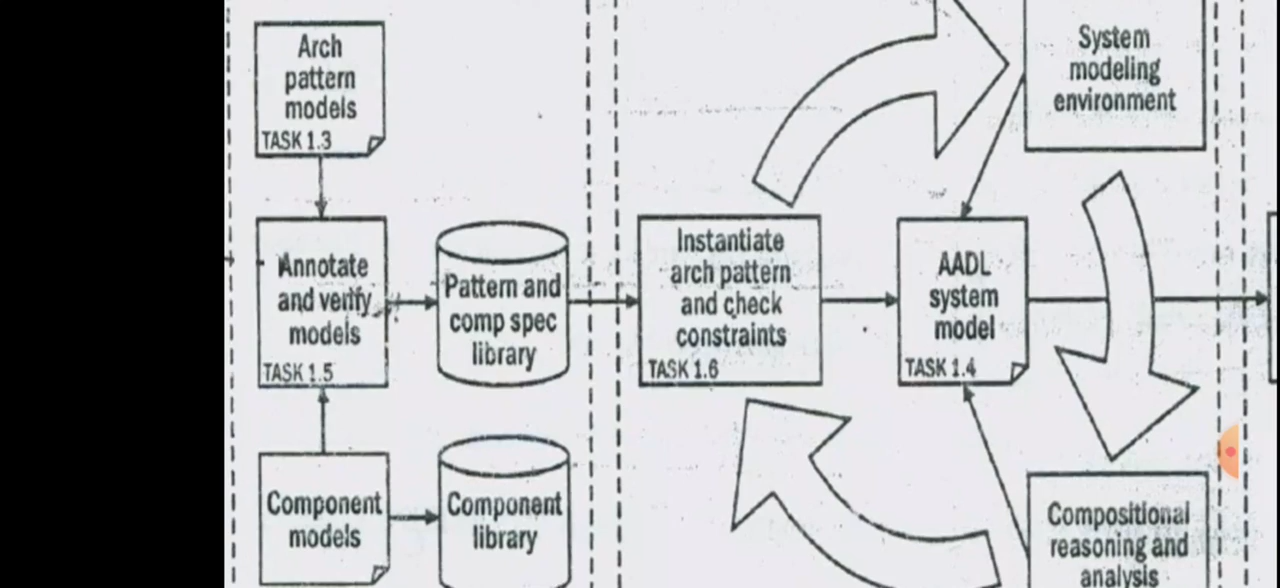 Arch
pattern
models
TASK 1.3
System
modeling
environment
Annotate
and verify
models
TASK 1.5
Pattern and
comp spec
library
Instantiate
arch pattern
and check
constraints
TASK 1.6
AADL
system
model
TASK 1.4
Component
models
Component
library
Compositional
reasoning and
analysis